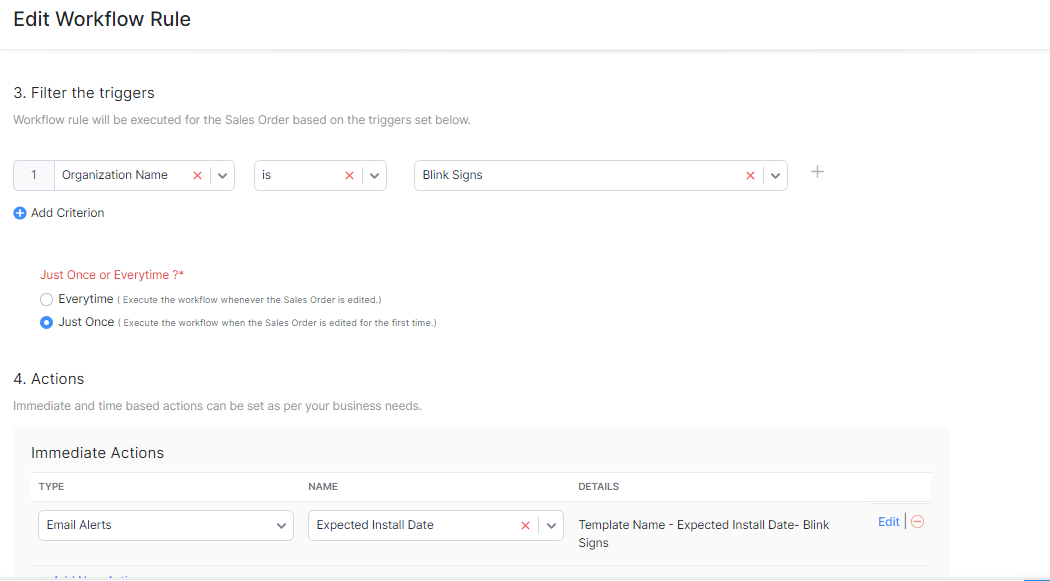 Edit Workflow Rule
3. Filter the triggers
Workflow rule will be executed for the Sales Order based on the triggers set below.
1 Organization Name is Blink Signs
Add Criterion
Just Once or Everytime ?*
Everytime ( Execute the workflow whenever the Sales Order is edited.)
Just Once ( Execute the workflow when the Sales Order is edited for the first time.)
4. Actions
Immediate and time based actions can be set as per your business needs.
Immediate Actions
TYPE NAME DETAILS
Email Alerts Expected Install Date Template Name - Expected Install Date- Blink Edit
Signs